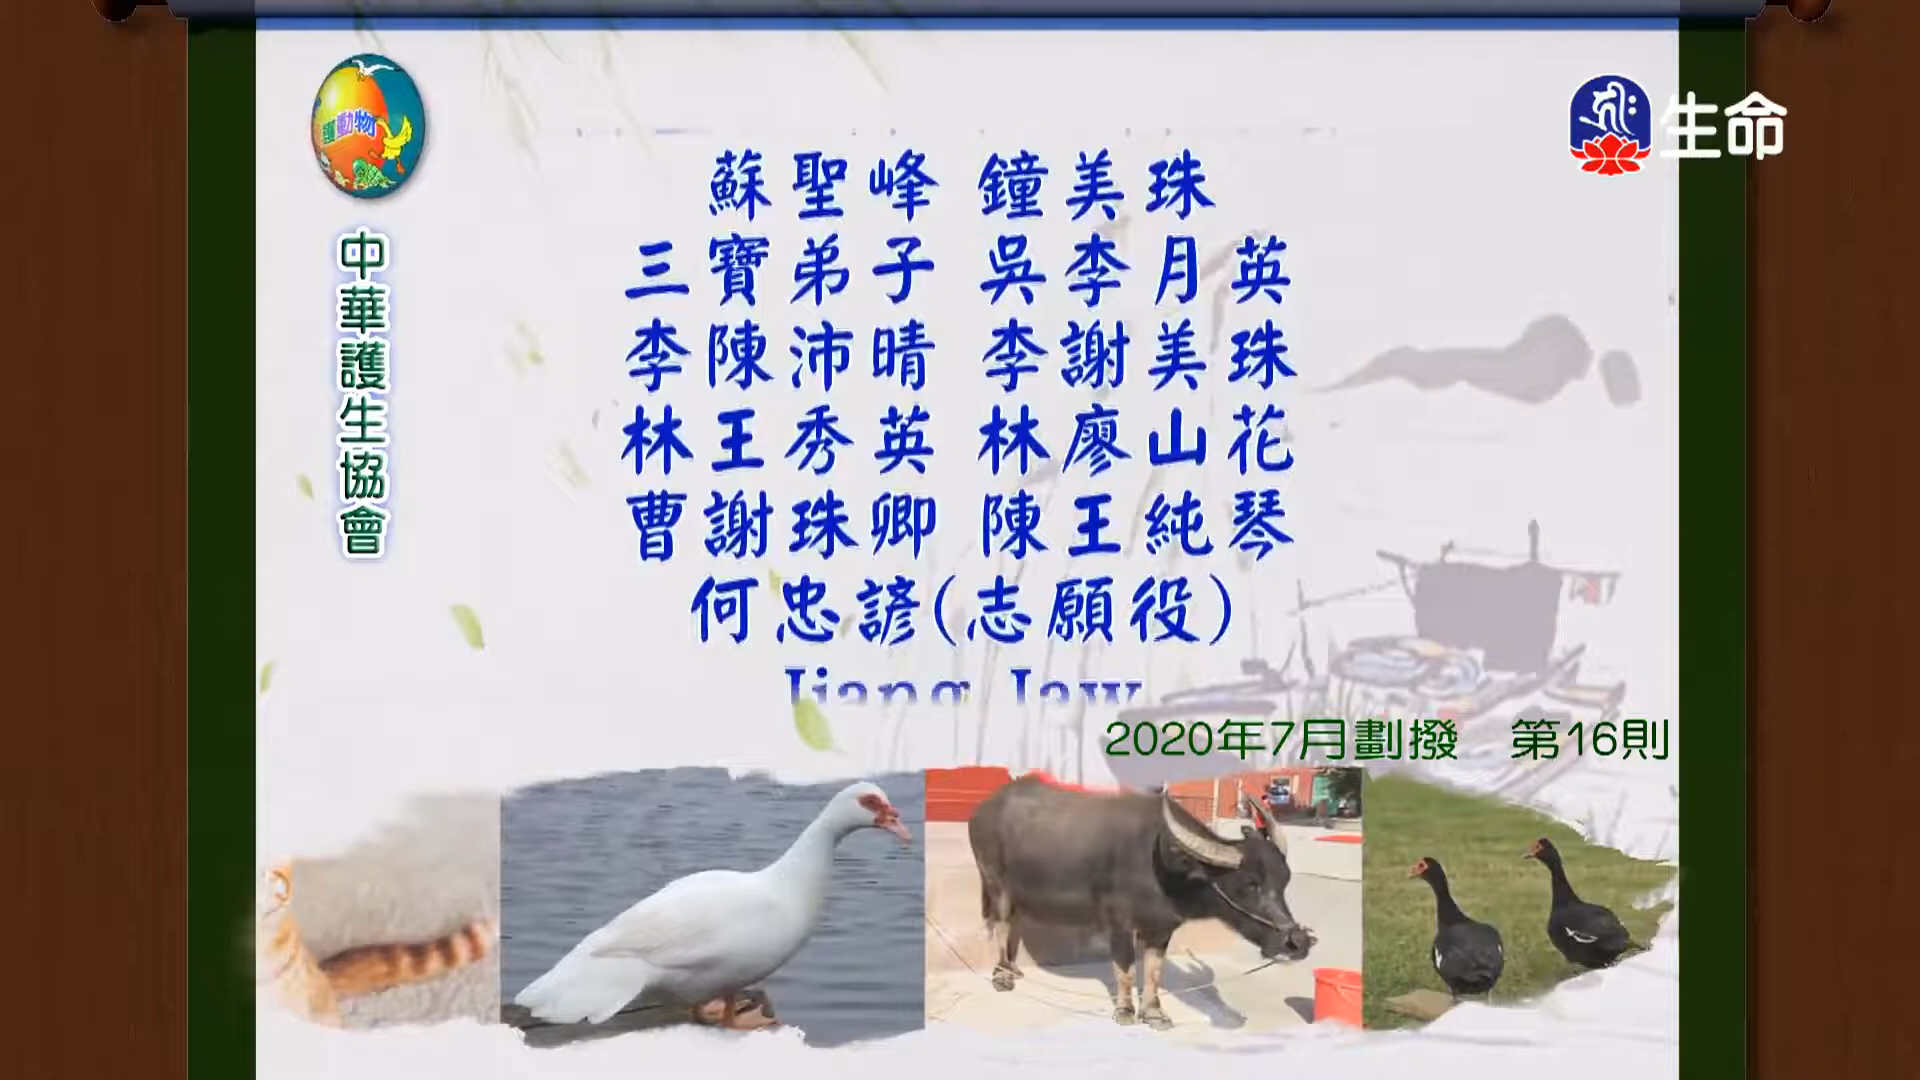 護動物
生命
中華護生協會
蘇聖峰 鐘美珠
三寶弟子 吳李月英
李陳沛晴 李謝美珠
林王秀英 林廖山花
曹謝珠卿 陳王純琴
何忠諺(志願役)
Jiang Jaw
2020年7月劃撥 第16則